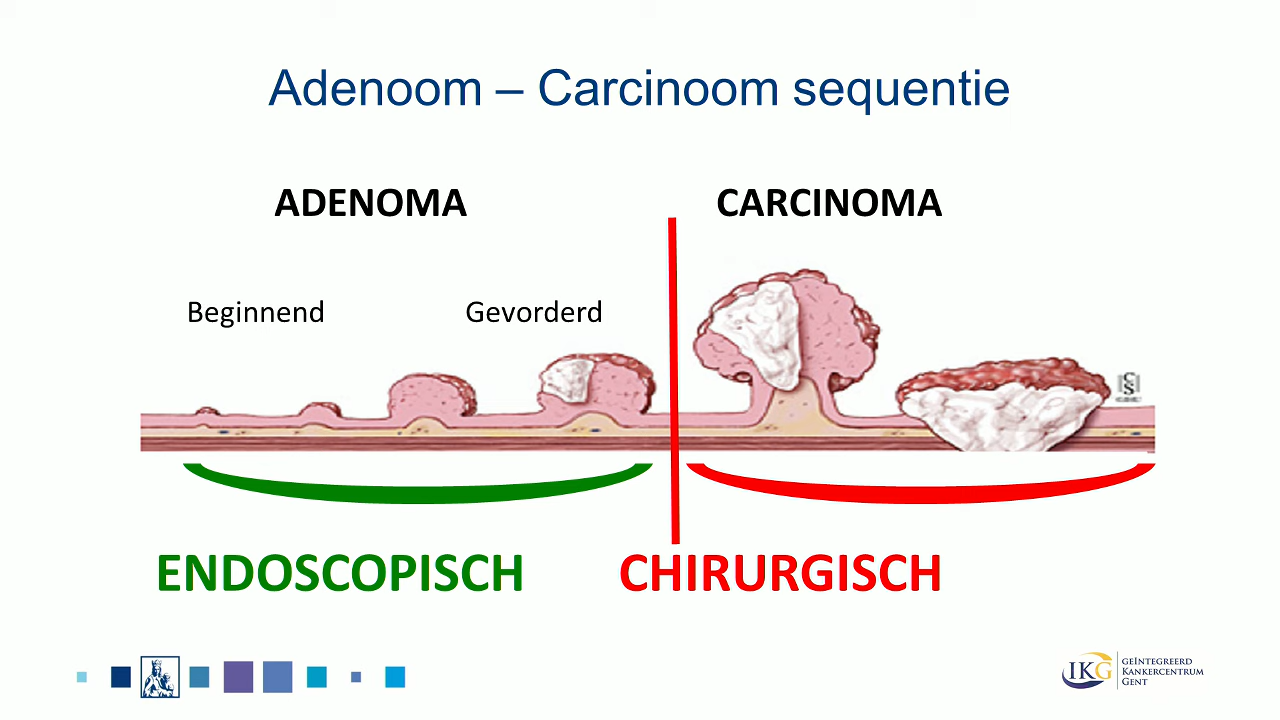 Adenoom – Carcinoom sequentie
ADENOMA
CARCINOMA
Beginnend
Gevorderd
ENDOSCOPISCH
CHIRURGISCH
IKG
GEÏNTEGREERD
KANKERCENTRUM
GENT